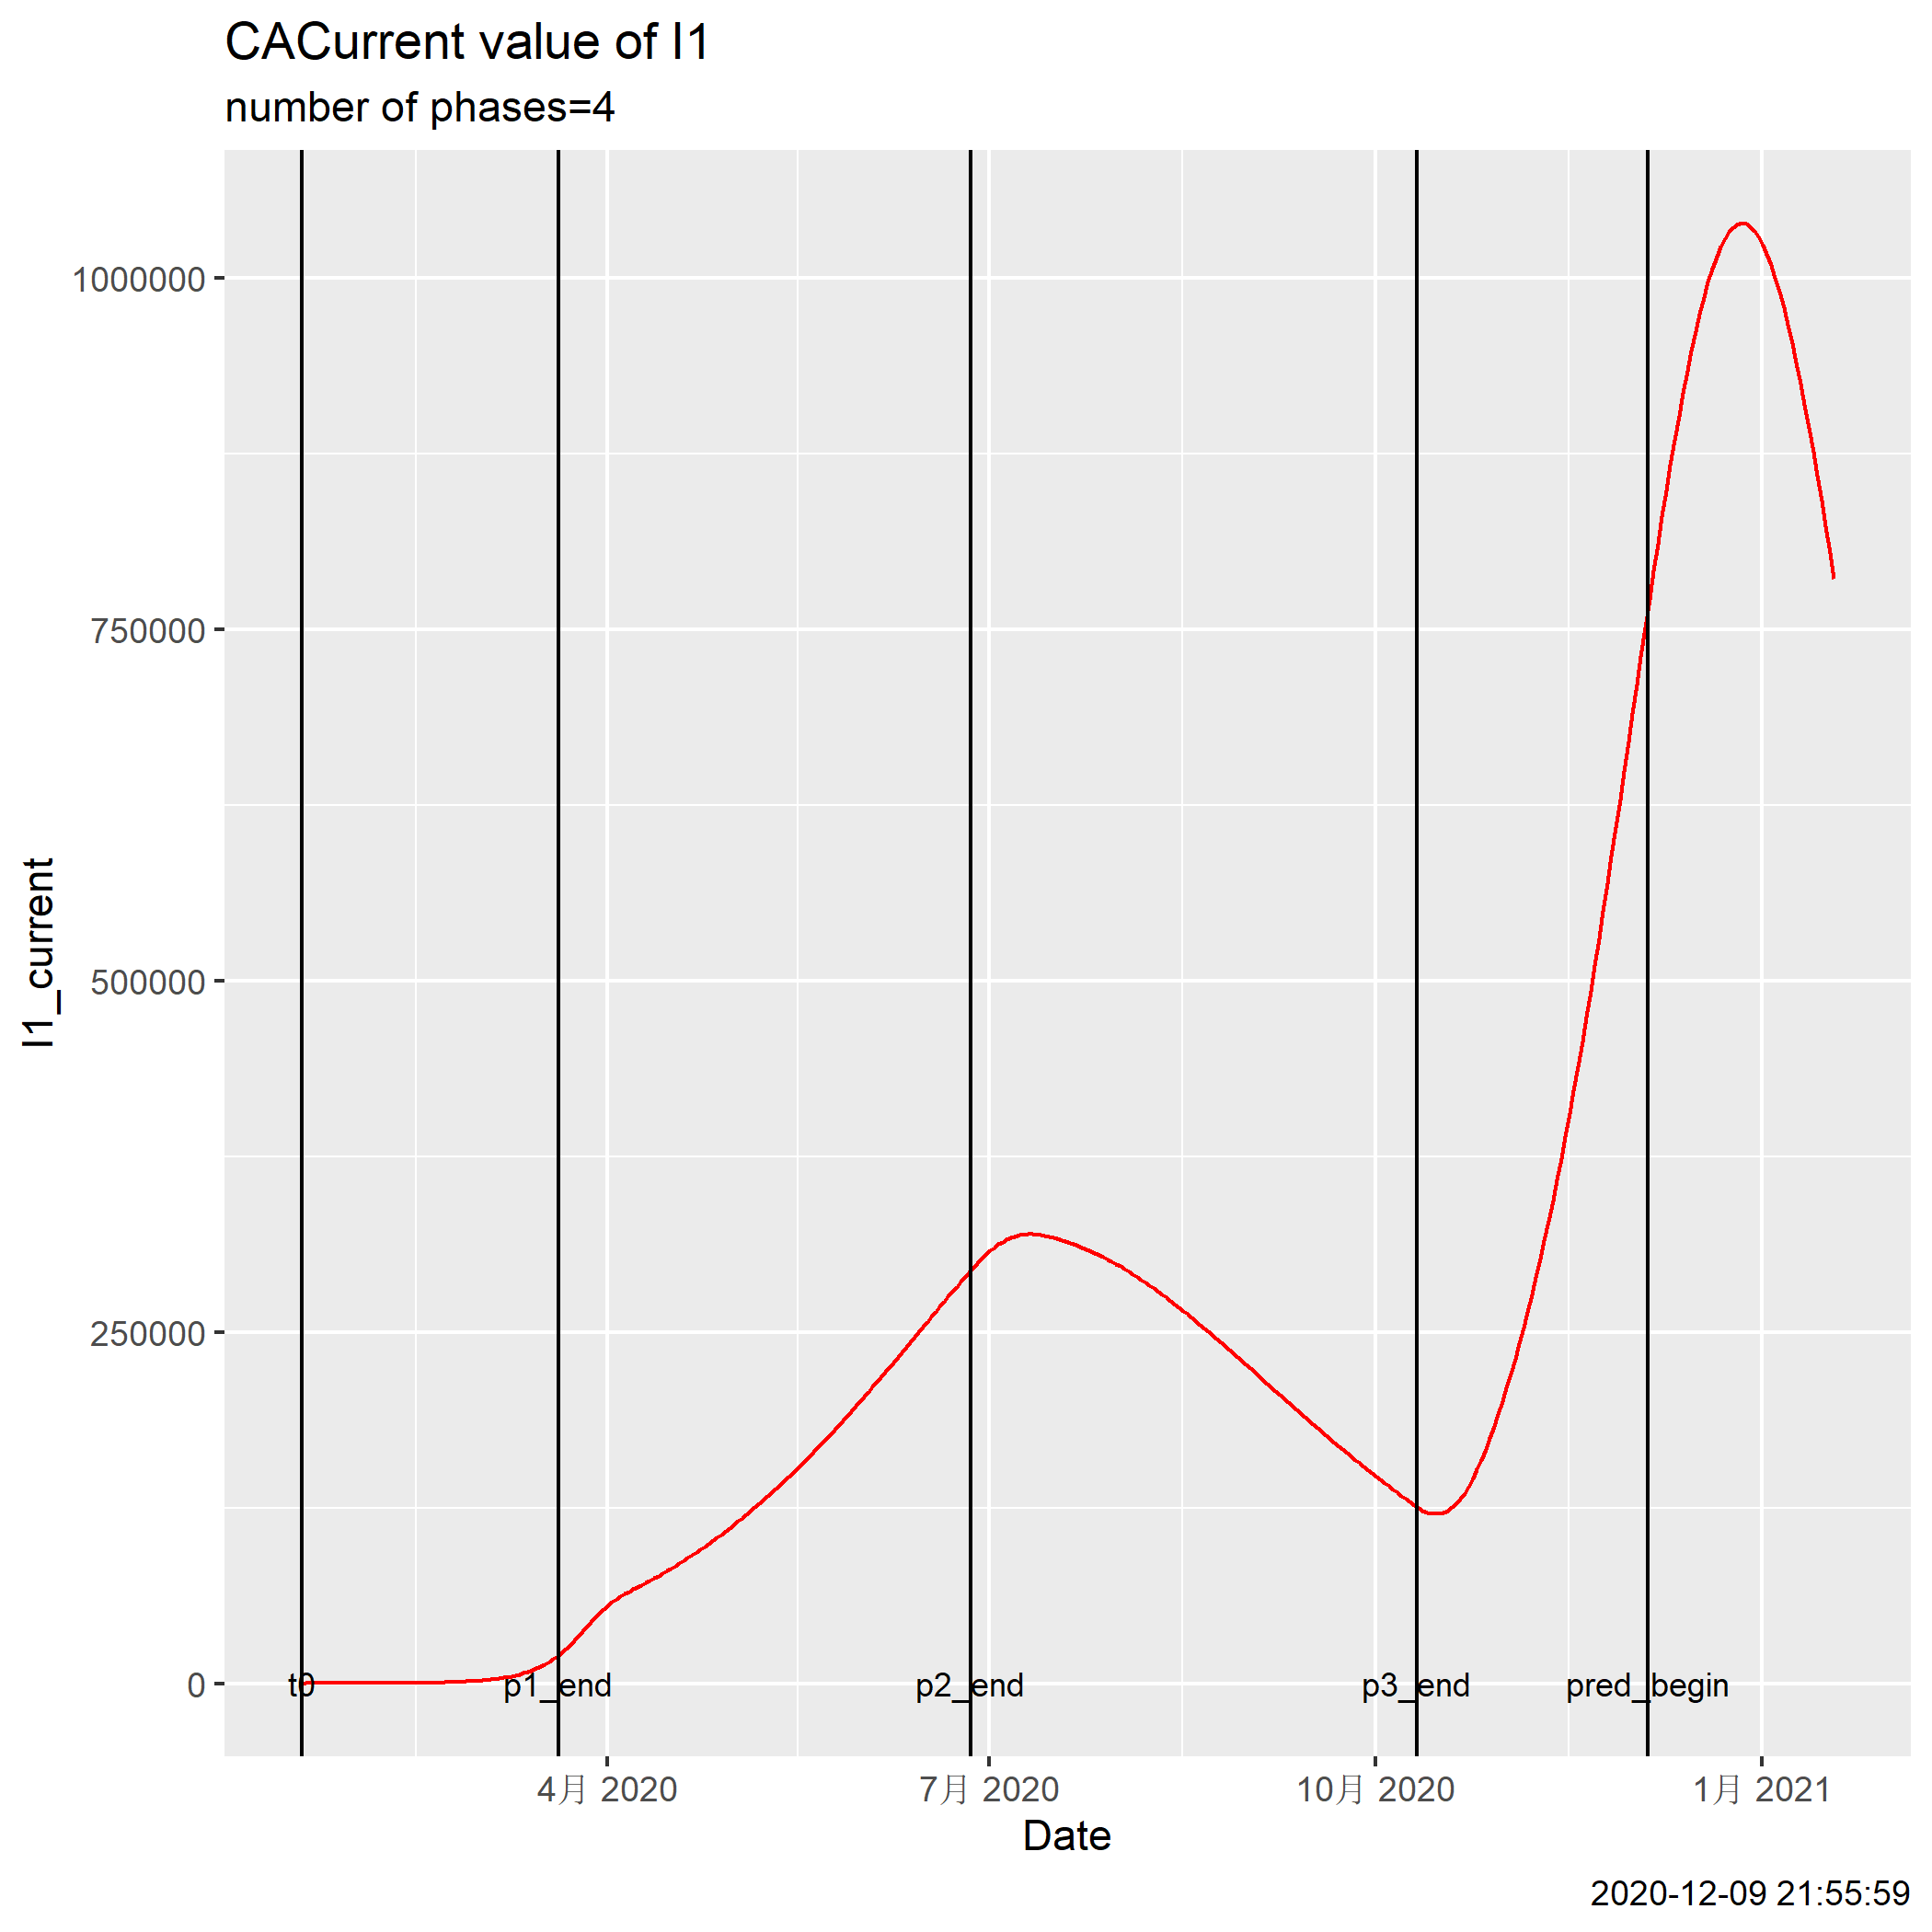 CACurrent value of I1
number of phases=4
I1_current
1000000
750000
500000
250000
0
t0
p1_end
p2_end
p3_end
pred_begin
4月 2020
7月 2020
10月 2020
1月 2021
Date
2020-12-09 21:55:59